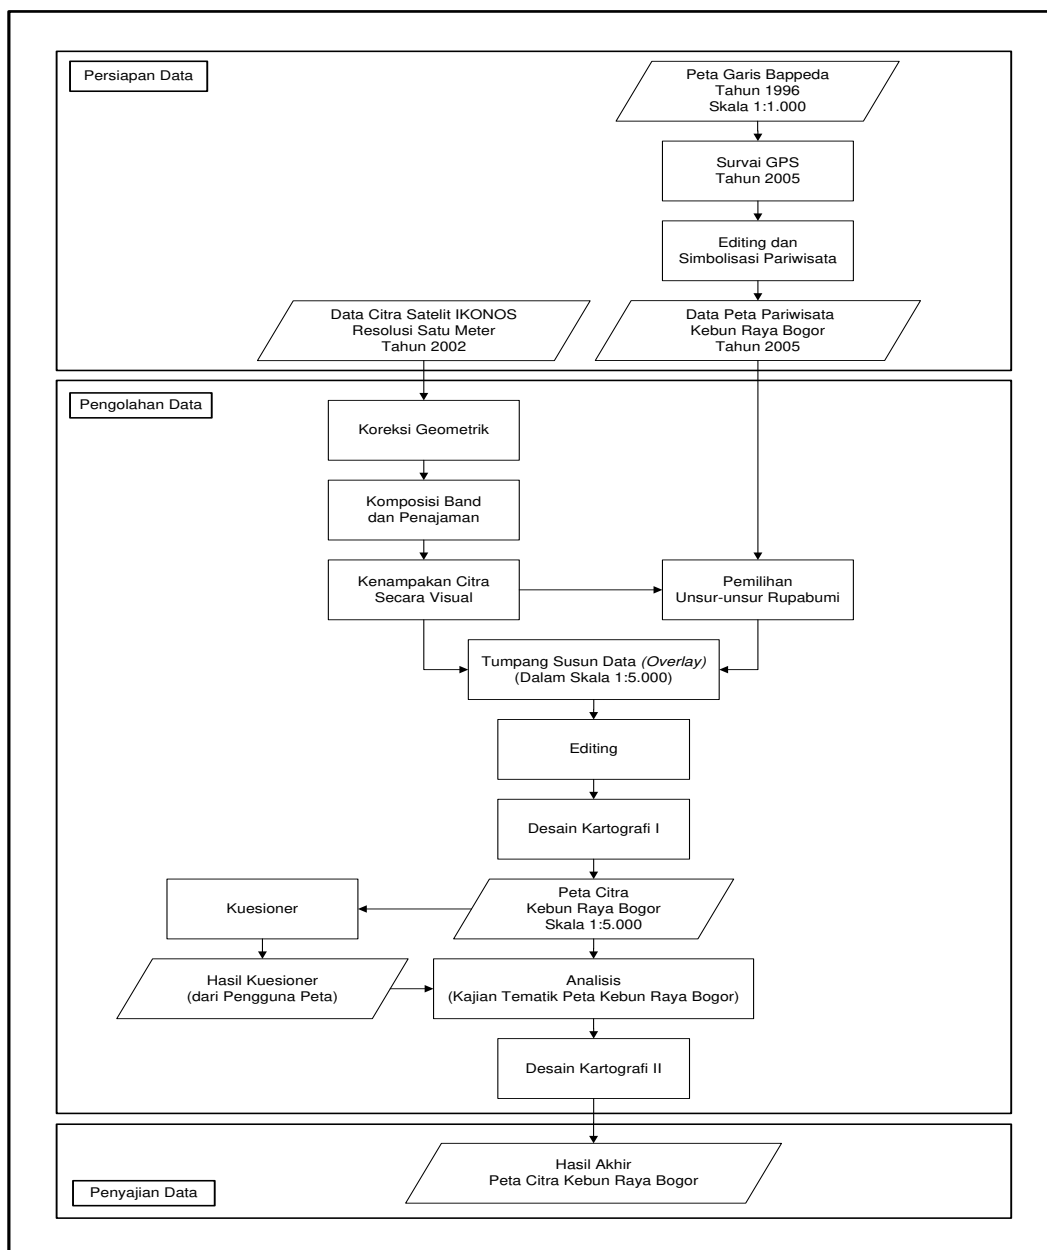 Persiapan Data
Peta Garis Bappeda
Tahun 1996
Skala 1:1.000
Survai GPS
Tahun 2005
Editing dan
Simbolisasi Pariwisata
Data Citra Satelit IKONOS
Resolusi Satu Meter
Tahun 2002
Data Peta Pariwisata
Kebun Raya Bogor
Tahun 2005
Pengolahan Data
Koreksi Geometrik
Komposisi Band
dan Penajaman
Kenampakan Citra
Secara Visual
Pemilihan
Unsur-unsur Rupabumi
Tumpang Susun Data (Overlay)
(Dalam Skala 1:5.000)
Editing
Desain Kartografi I
Kuesioner
Peta Citra
Kebun Raya Bogor
Skala 1:5.000
Hasil Kuesioner
(dari Pengguna Peta)
Analisis
(Kajian Tematik Peta Kebun Raya Bogor)
Desain Kartografi II
Hasil Akhir
Peta Citra Kebun Raya Bogor
Penyajian Data